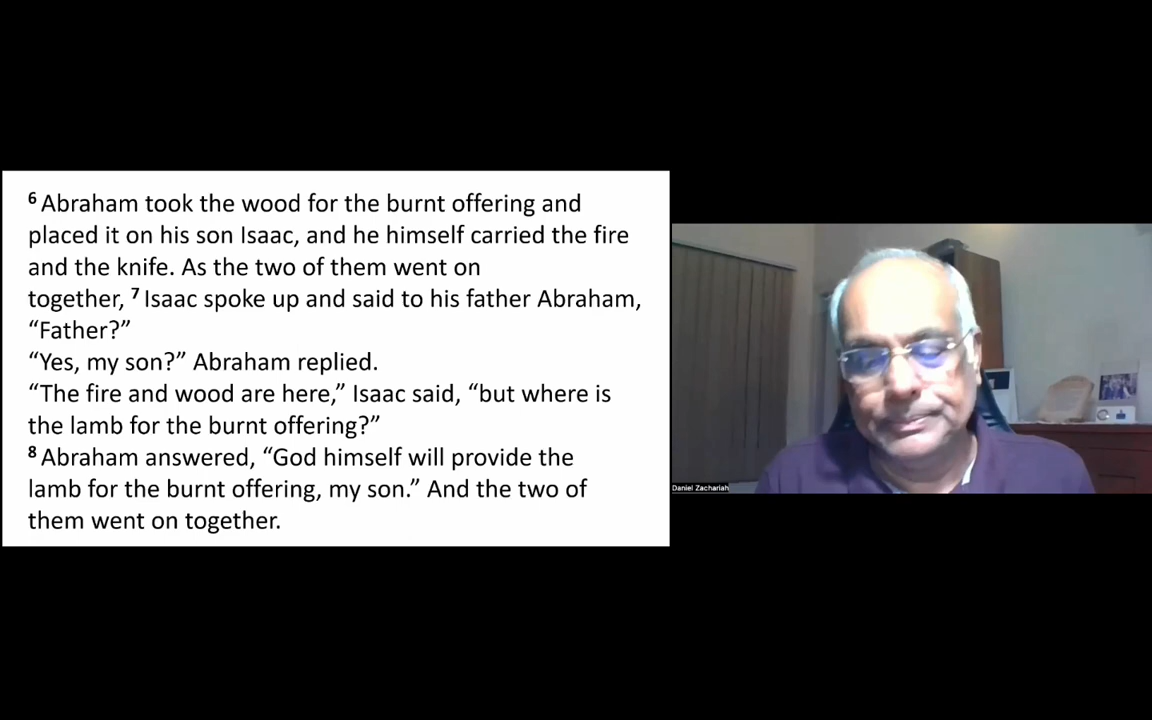 6 Abraham took the wood for the burnt offering and
placed it on his son Isaac, and he himself carried the fire
and the knife. As the two of them went on
together, 7 Isaac spoke up and said to his father Abraham,
“Father?”
“Yes, my son?” Abraham replied.
“The fire and wood are here,” Isaac said, “but where is
the lamb for the burnt offering?”
8 Abraham answered, “God himself will provide the
lamb for the burnt offering, my son.” And the two of
them went on together.
Daniel Zachariah